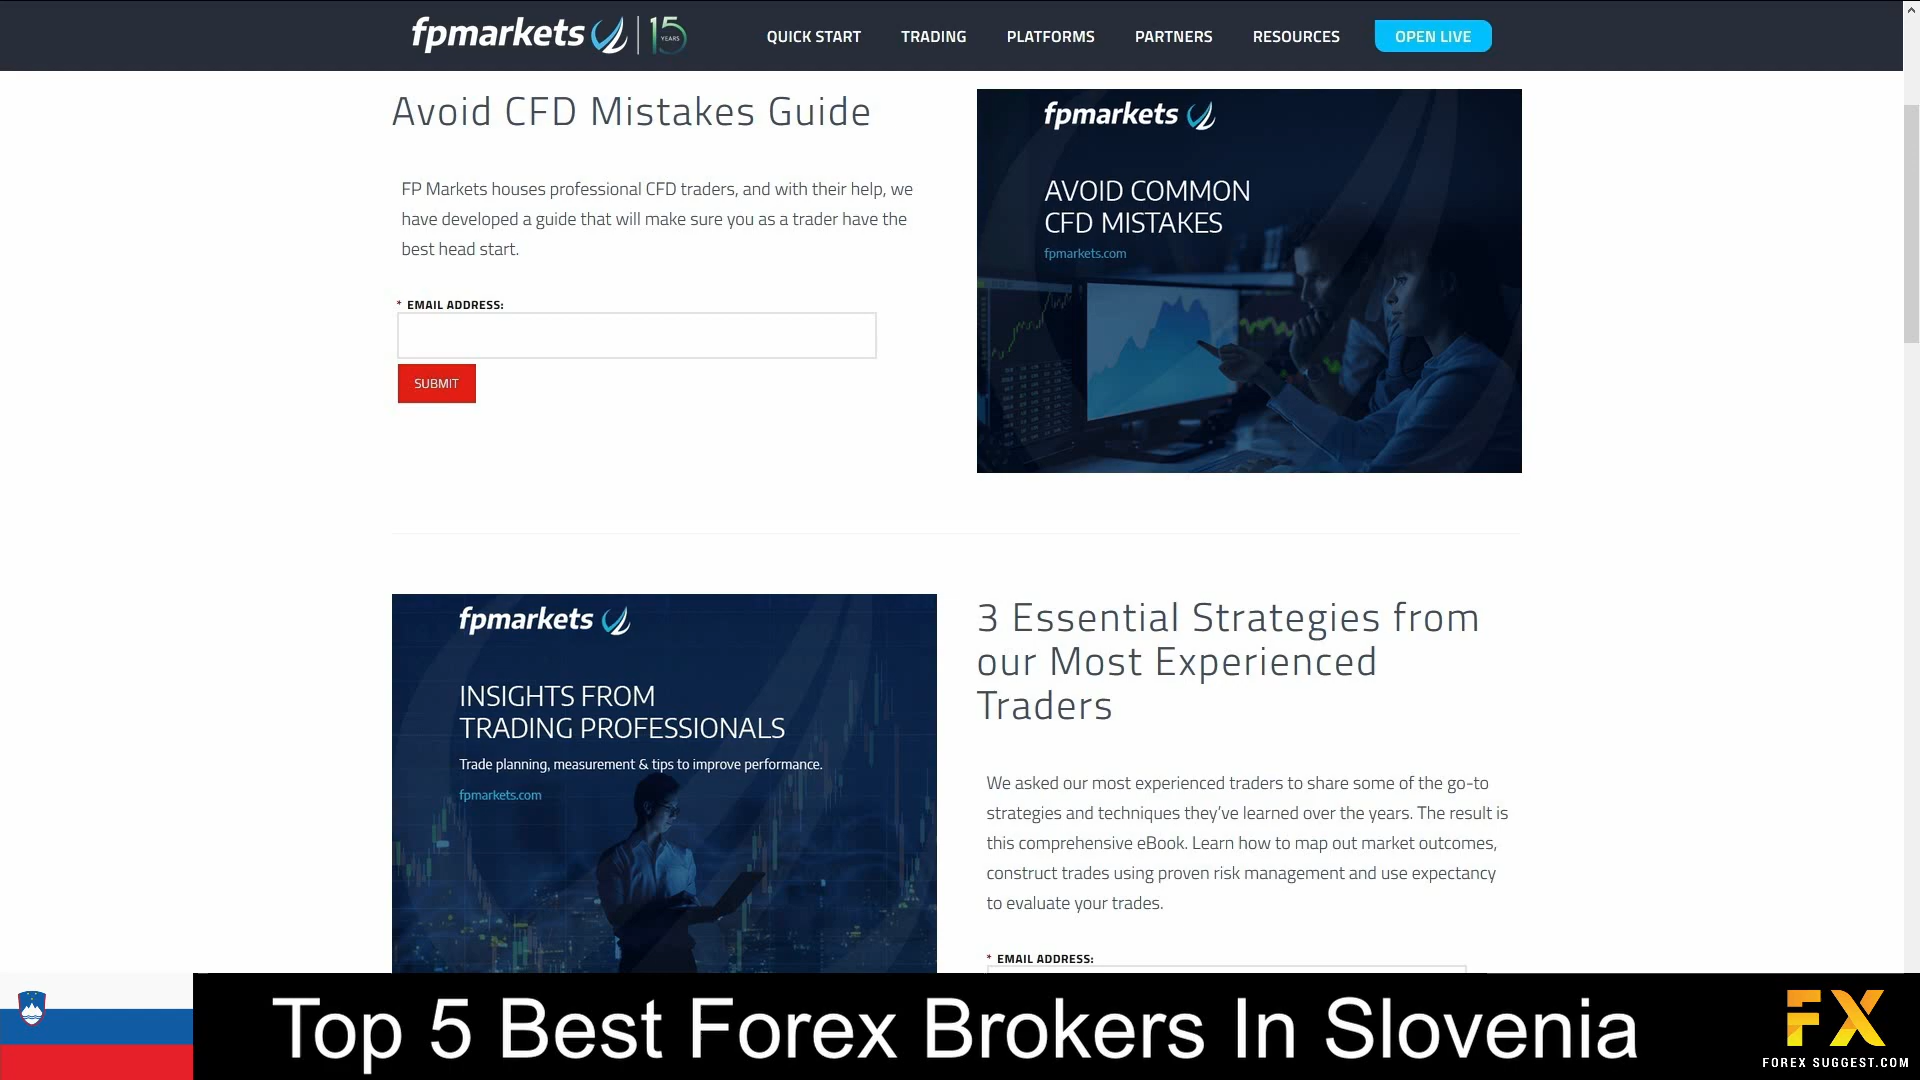 fpmarkets 15 YEARS
QUICK START
TRADING
PLATFORMS
PARTNERS
RESOURCES
OPEN LIVE
Avoid CFD Mistakes Guide
FP Markets houses professional CFD traders, and with their help, we
have developed a guide that will make sure you as a trader have the
best head start.
* EMAIL ADDRESS:
SUBMIT
fpmarkets
AVOID COMMON
CFD MISTAKES
fpmarkets.com
fpmarkets
INSIGHTS FROM
TRADING PROFESSIONALS
Trade planning, measurement & tips to improve performance.
fpmarkets.com
3 Essential Strategies from
our Most Experienced
Traders
We asked our most experienced traders to share some of the go-to
strategies and techniques they’ve learned over the years. The result is
this comprehensive eBook. Learn how to map out market outcomes,
construct trades using proven risk management and use expectancy
to evaluate your trades.
* EMAIL ADDRESS:
Top 5 Best Forex Brokers In Slovenia
FX
FOREX SUGGEST.COM